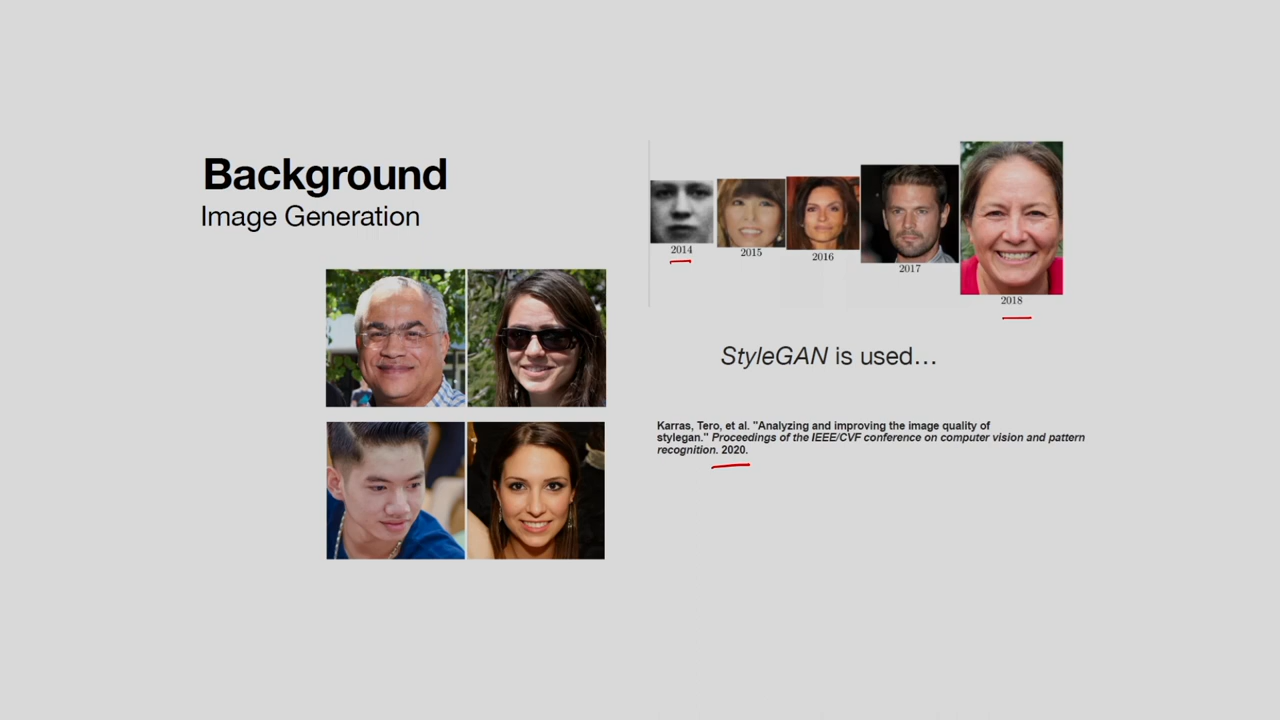 Background
Image Generation
2014
2015
2016
2017
2018
StyleGAN is used…
Karras, Tero, et al. "Analyzing and improving the image quality of
stylegan." Proceedings of the IEEE/CVF conference on computer vision and pattern
recognition. 2020.